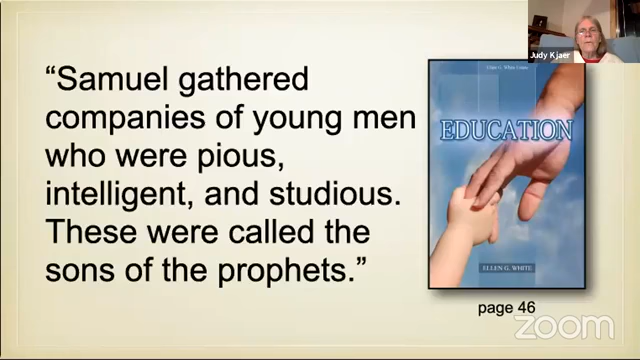 Judy Kjaer
“Samuel gathered
companies of young men
who were pious,
intelligent, and studious.
These were called the
sons of the prophets.”
EDUCATION
ELLEN G. WHITE
page 46
zoom